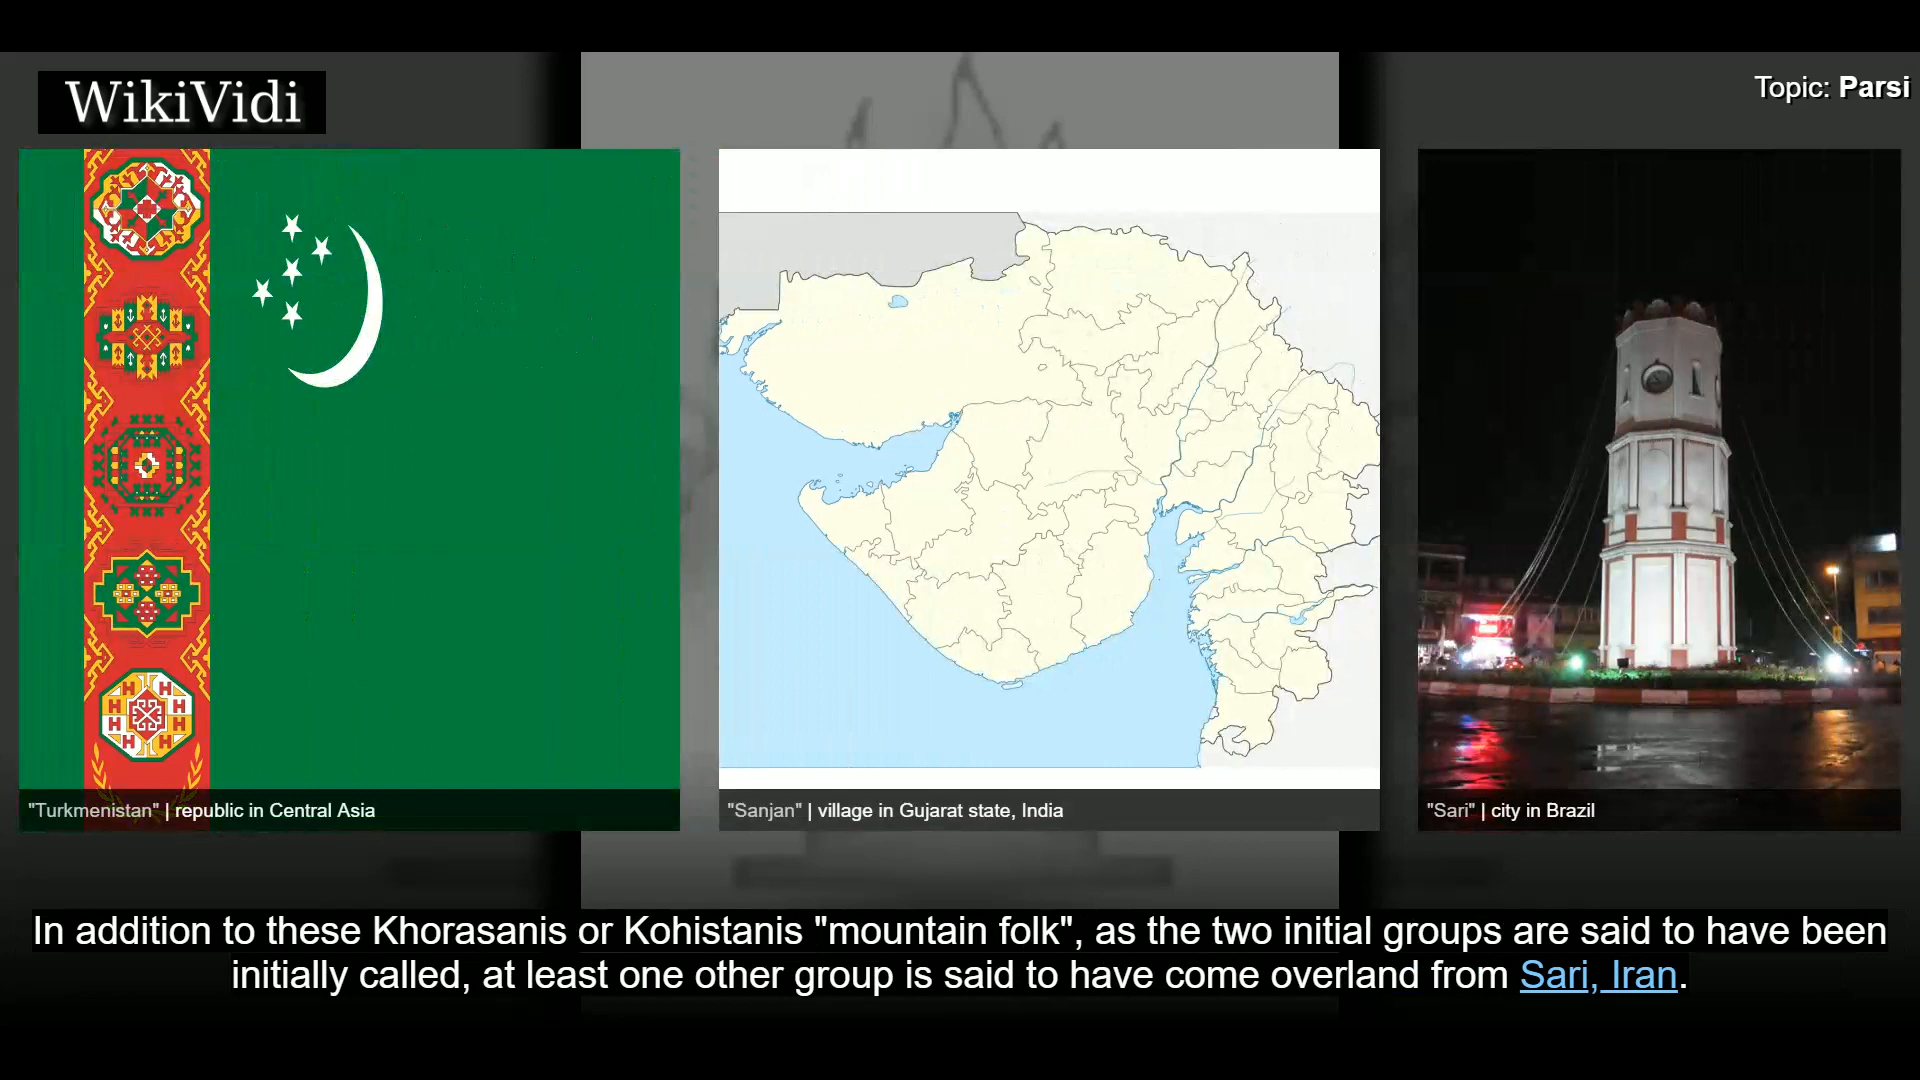 WikiVidi
Topic: Parsi
"Turkmenistan" | republic in Central Asia
"Sanjan" | village in Gujarat state, India
"Sari" | city in Brazil
In addition to these Khorasanis or Kohistanis "mountain folk", as the two initial groups are said to have been
initially called, at least one other group is said to have come overland from Sari, Iran.